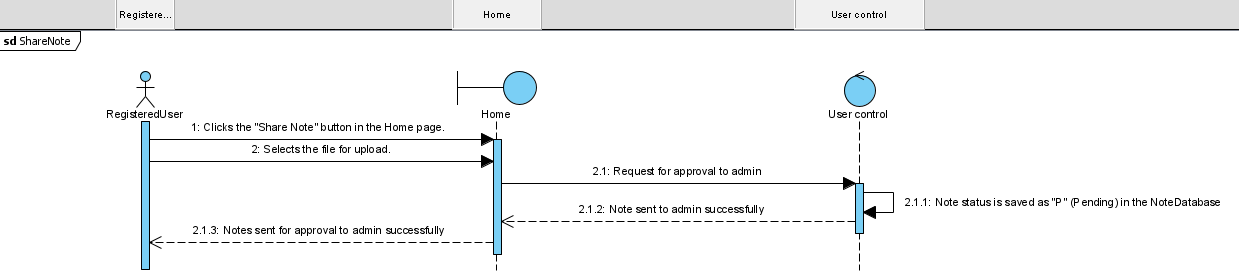 Registere...
Home
User control
sd ShareNote
RegisteredUser
Home
User control
1: Clicks the "Share Note" button in the Home page.
2: Selects the file for upload.
2.1: Request for approval to admin
2.1.1: Note status is saved as "P" (Pending) in the NoteDatabase
2.1.2: Note sent to admin successfully
2.1.3: Notes sent for approval to admin successfully